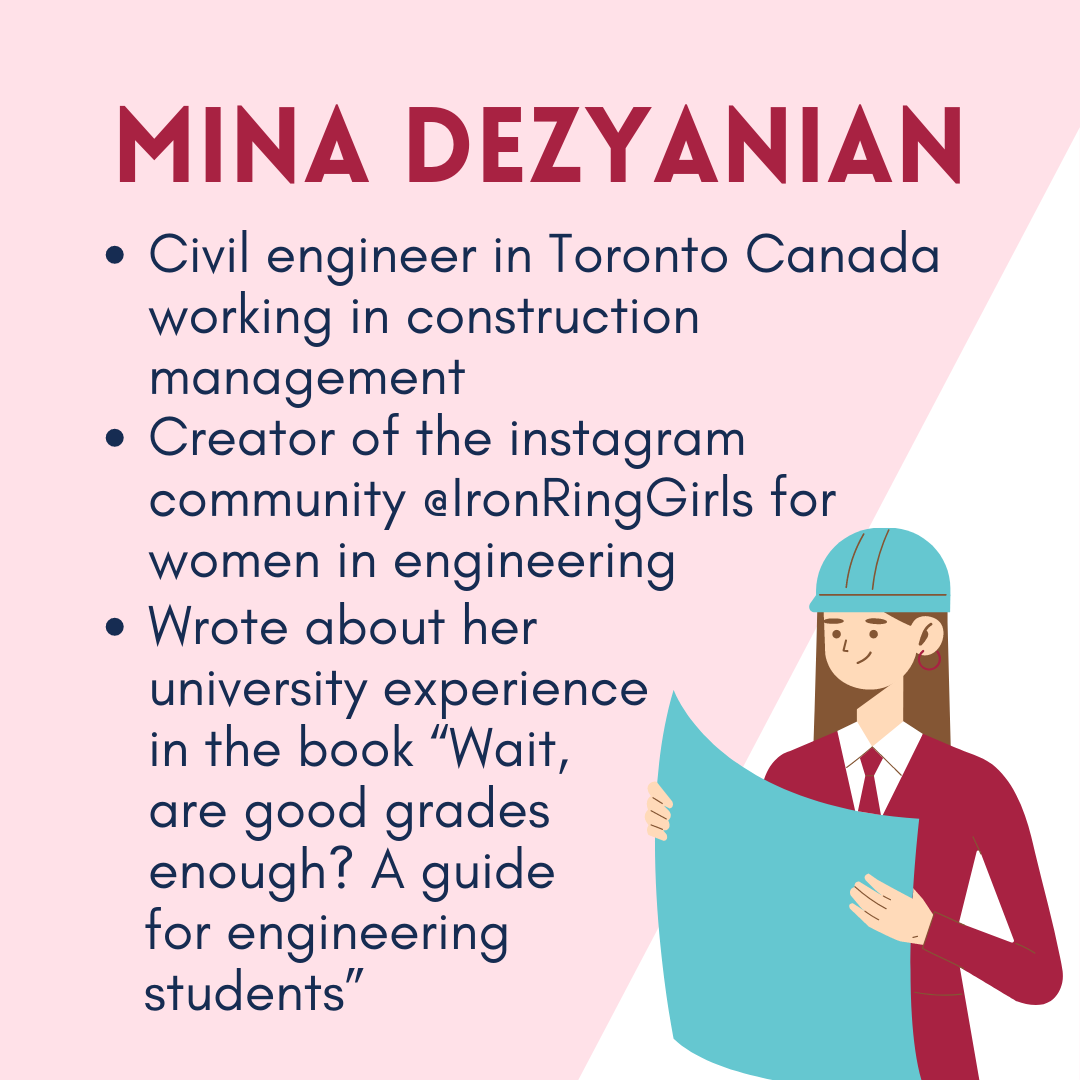 MINA DEZYANIAN
• Civil engineer in Toronto Canada
working in construction
management
• Creator of the instagram
community @IronRingGirls for
women in engineering
• Wrote about her
university experience
in the book “Wait,
are good grades
enough? A guide
for engineering
students”